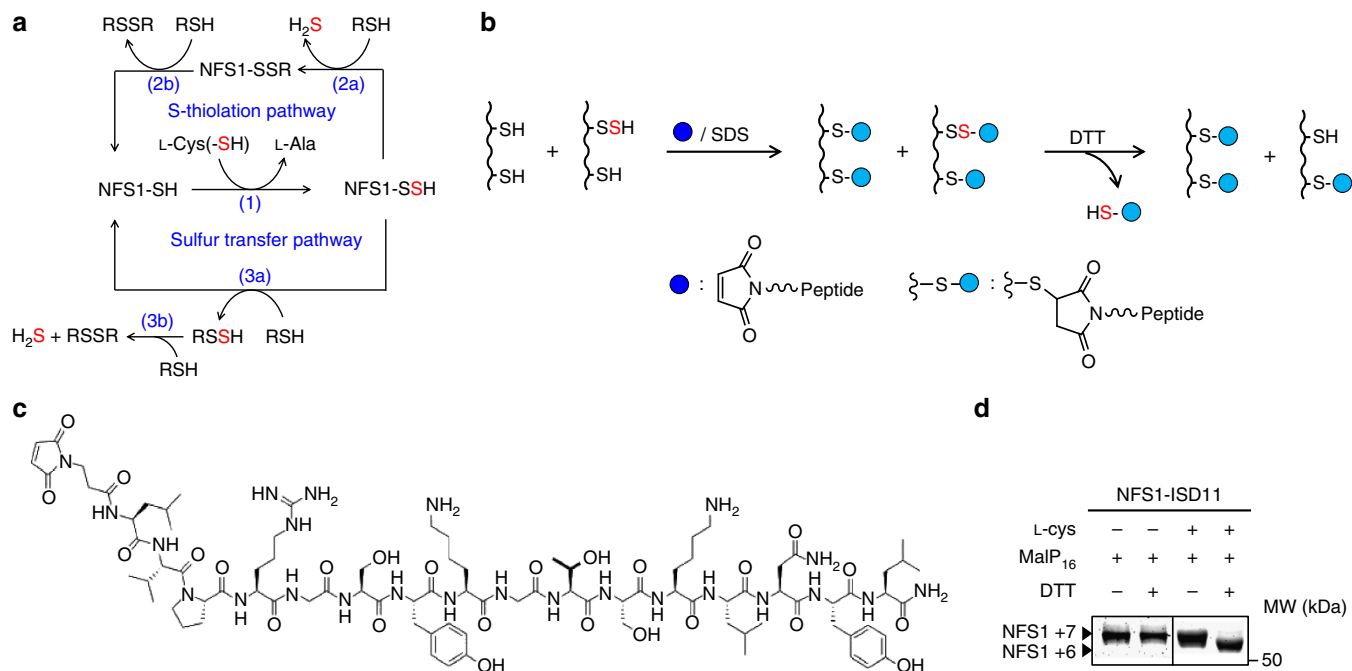 a
RSSR RSH H2S RSH
NFS1-SSR
(2b) (2a)
S-thiolation pathway
L-Cys(-SH) L-Ala
NFS1-SH NFS1-SSH
(1)
Sulfur transfer pathway
(3a)
(3b)
H2S + RSSR RSSH RSH
RSH
b
SH SSH S- SS- S- SH
+ / SDS + DTT +
SH SH S- S- S- S-
HS-
: O N Peptide O
S : S O N Peptide O
c
O N O O HN O NH O N O HN NH2 NH NH2 OH NH2 OH NH2 O
H N O OH OH OH NH2
d
NFS1-ISD11
L-cys – – + +
MalP16 + + + +
DTT – + – +
MW (kDa)
NFS1 +7
NFS1 +6
50